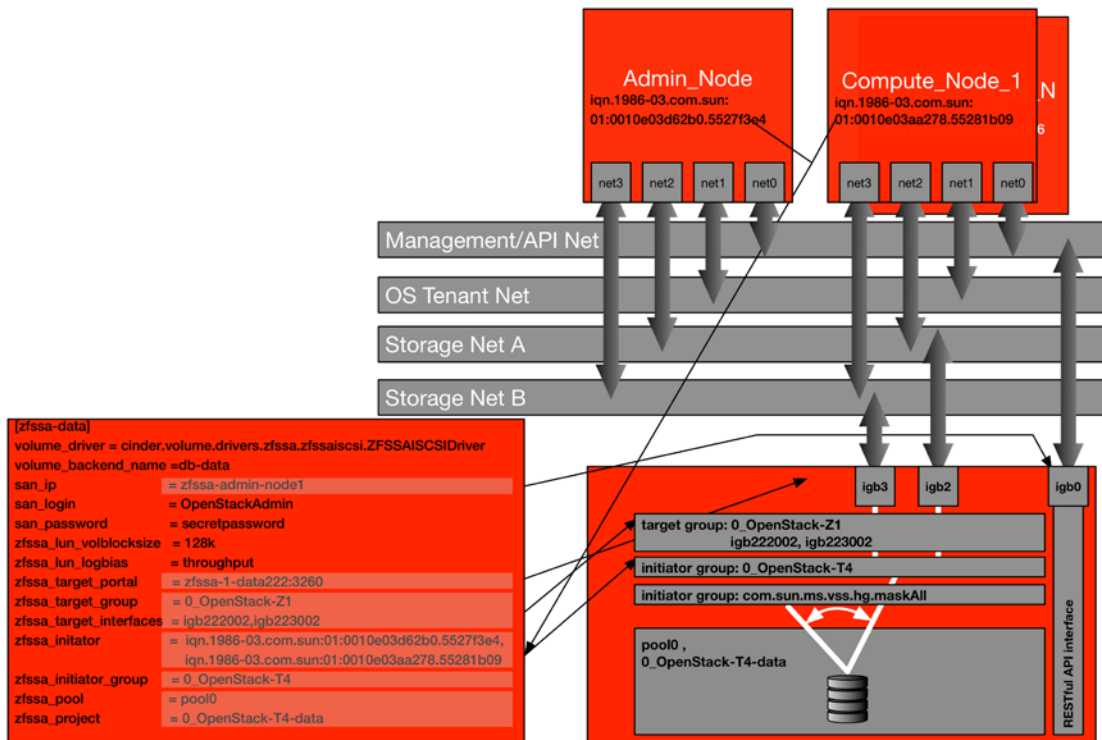 Admin_Node
iqn.1986-03.com.sun:
01:0010e03d62b0.5527f3e4
net3 net2 net1 net0
Compute_Node_1
iqn.1986-03.com.sun:
01:0010e03aa278.55281b09
net3 net2 net1 net0
_N
6
Management/API Net
OS Tenant Net
Storage Net A
Storage Net B
[zfssa-data]
volume_driver = cinder.volume.drivers.zfssa.zfssaiscsi.ZFSSAISCSIDriver
volume_backend_name =db-data
san_ip = zfssa-admin-node1
san_login = OpenStackAdmin
san_password = secretpassword
zfssa_lun_volblocksize = 128k
zfssa_lun_logbias = throughput
zfssa_target_portal = zfssa-1-data222:3260
zfssa_target_group = 0_OpenStack-Z1
zfssa_target_interfaces = igb222002,igb223002
zfssa_initator = iqn.1986-03.com.sun:01:0010e03d62b0.5527f3e4,
iqn.1986-03.com.sun:01:0010e03aa278.55281b09
zfssa_initiator_group = 0_OpenStack-T4
zfssa_pool = pool0
zfssa_project = 0_OpenStack-T4-data
igb3 igb2 igb0
target group: 0_OpenStack-Z1
igb222002, igb223002
initiator group: 0_OpenStack-T4
initiator group: com.sun.ms.vss.hg.maskAll
pool0 ,
0_OpenStack-T4-data
RESTful API interface